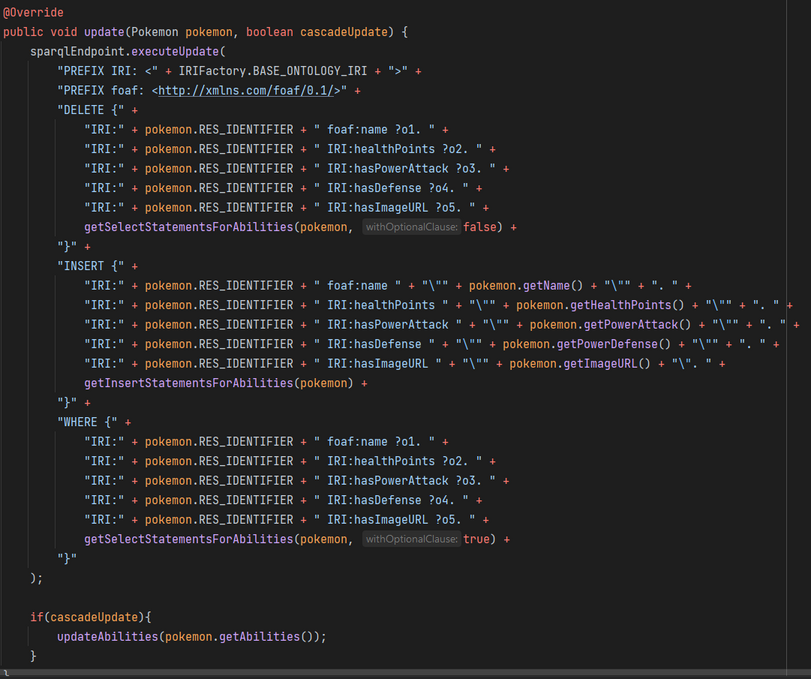 @Override
public void update(Pokemon pokemon, boolean cascadeUpdate) {
sparqlEndpoint.executeUpdate(
"PREFIX IRI: <" + IRIFactory.BASE_ONTOLOGY_IRI + ">" +
"PREFIX foaf: <http://xmlns.com/foaf/0.1/>" +
"DELETE {" +
"IRI:" + pokemon.RES_IDENTIFIER + " foaf:name ?o1. " +
"IRI:" + pokemon.RES_IDENTIFIER + " IRI:healthPoints ?o2. " +
"IRI:" + pokemon.RES_IDENTIFIER + " IRI:hasPowerAttack ?o3. " +
"IRI:" + pokemon.RES_IDENTIFIER + " IRI:hasDefense ?o4. " +
"IRI:" + pokemon.RES_IDENTIFIER + " IRI:hasImageURL ?o5. " +
getSelectStatementsForAbilities(pokemon, withOptionalClause: false) +
"}" +
"INSERT {" +
"IRI:" + pokemon.RES_IDENTIFIER + " foaf:name " + "\"" + pokemon.getName() + "\"" + ". " +
"IRI:" + pokemon.RES_IDENTIFIER + " IRI:healthPoints " + "\"" + pokemon.getHealthPoints() + "\"" + ". " +
"IRI:" + pokemon.RES_IDENTIFIER + " IRI:hasPowerAttack " + "\"" + pokemon.getPowerAttack() + "\"" + ". " +
"IRI:" + pokemon.RES_IDENTIFIER + " IRI:hasDefense " + "\"" + pokemon.getPowerDefense() + "\"" + ". " +
"IRI:" + pokemon.RES_IDENTIFIER + " IRI:hasImageURL " + "\"" + pokemon.getImageURL() + "\". " +
getInsertStatementsForAbilities(pokemon) +
"}" +
"WHERE {" +
"IRI:" + pokemon.RES_IDENTIFIER + " foaf:name ?o1. " +
"IRI:" + pokemon.RES_IDENTIFIER + " IRI:healthPoints ?o2. " +
"IRI:" + pokemon.RES_IDENTIFIER + " IRI:hasPowerAttack ?o3. " +
"IRI:" + pokemon.RES_IDENTIFIER + " IRI:hasDefense ?o4. " +
"IRI:" + pokemon.RES_IDENTIFIER + " IRI:hasImageURL ?o5. " +
getSelectStatementsForAbilities(pokemon, withOptionalClause: true) +
"}"
);
if(cascadeUpdate){
updateAbilities(pokemon.getAbilities());
}
}